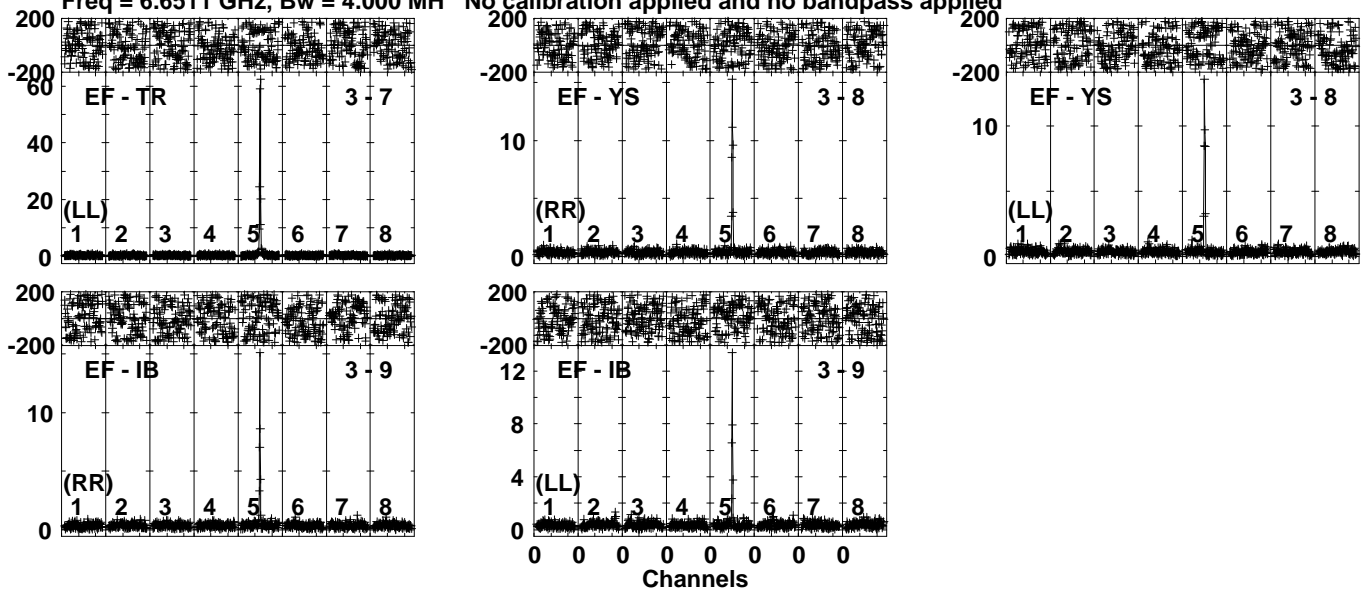 Freq = 6.6511 GHz, Bw = 4.000 MH No calibration applied and no bandpass applied
200
-200
60
40
20
0
EF - TR 3 - 7
(LL)
1 2 3 4 5 6 7 8
200
-200
10
0
EF - YS 3 - 8
(RR)
1 2 3 4 5 6 7 8
200
-200
10
0
EF - YS 3 - 8
(LL)
1 2 3 4 5 6 7 8
200
-200
10
0
EF - IB 3 - 9
(RR)
1 2 3 4 5 6 7 8
200
-200
12
8
4
0
EF - IB 3 - 9
(LL)
1 2 3 4 5 6 7 8
0 0 0 0 0 0 0 0
Channels